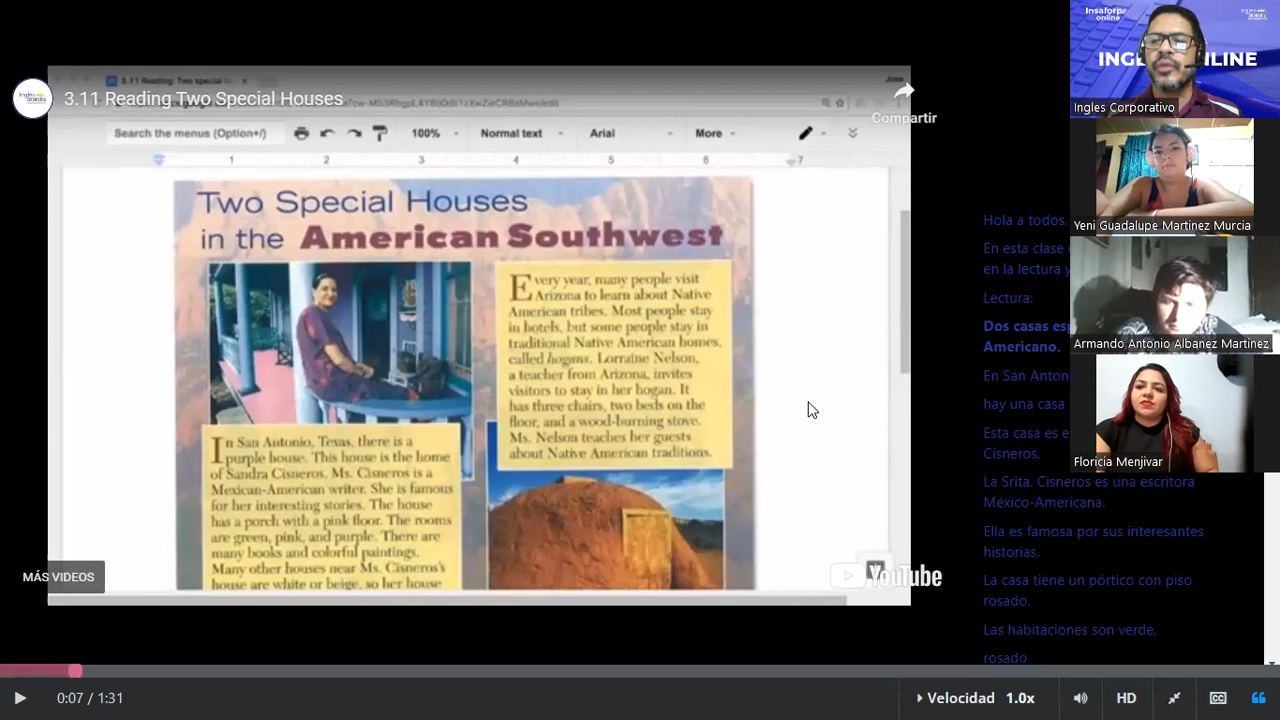 3.11 Reading Two Special Houses
Compartir
Search the menus (Option+/)
100%
Normal text
Arial
More
1 2 3 4 5 6 7
Two Special Houses
in the American Southwest
Every year, many people visit
Arizona to learn about Native
American tribes. Most people stay
in hotels, but some people stay in
traditional Native American homes,
called hogans. Lorraine Nelson,
a teacher from Arizona, invites
visitors to stay in her hogan. It
has three chairs, two beds on the
floor, and a wood-burning stove.
Ms. Nelson teaches her guests
about Native American traditions.
In San Antonio, Texas, there is a
purple house. This house is the home
of Sandra Cisneros. Ms. Cisneros is a
Mexican-American writer. She is famous
for her interesting stories. The house
has a porch with a pink floor. The rooms
are green, pink, and purple. There are
many books and colorful paintings.
Many other houses near Ms. Cisneros's
house are white or beige, so her house
MÁS VIDEOS
YouTube
Hola a todos.
En esta clase
en la lectura y
Lectura:
Dos casas
Americano.
En San
hay una casa
Esta casa es
Cisneros.
La Srita. Cisneros es una escritora
México-Americana.
Ella es famosa por sus interesantes
historias.
La casa tiene un pórtico con piso
rosado.
Las habitaciones son verde,
rosado
Insaforp
online
Ingles Corporativo
Yeni Guadalupe Martinez Murcia
Armando Antonio Albanez Martinez
Floricia Menjivar
0:07 / 1:31
Velocidad 1.0x
HD
CC